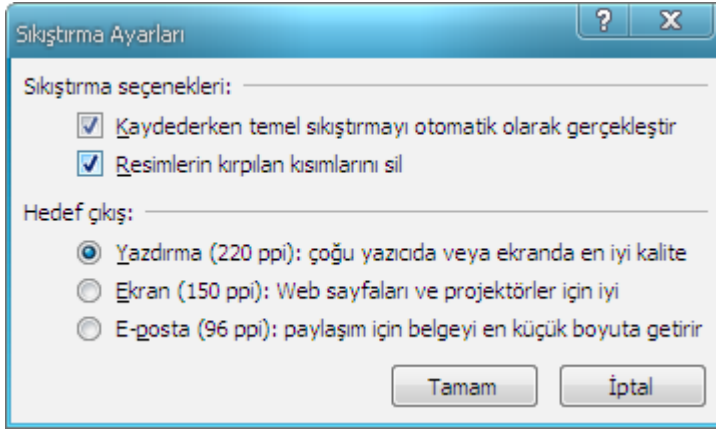 Sıkıştırma Ayarları
Sıkıştırma seçenekleri:
Kaydederken temel sıkıştırmayı otomatik olarak gerçekleştir
Resimlerin kırpılan kısımlarını sil
Hedef çıkış:
Yazdırma (220 ppi): çoğu yazıcıda veya ekranda en iyi kalite
Ekran (150 ppi): Web sayfaları ve projektörler için iyi
E-posta (96 ppi): paylaşım için belgeyi en küçük boyuta getirir
Tamam İptal